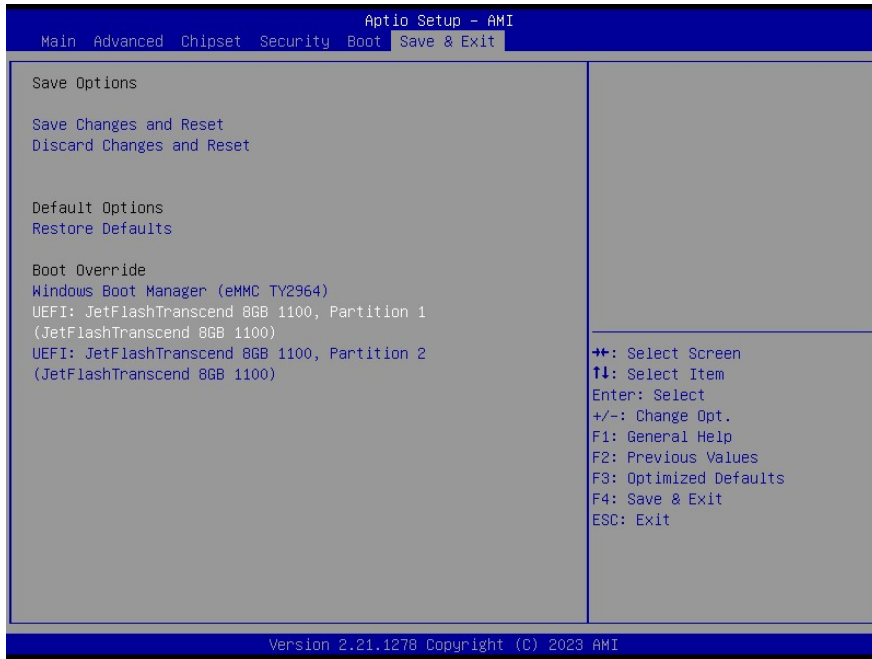 Aptio Setup – AMI
Main Advanced Chipset Security Boot Save & Exit
Save Options
Save Changes and Reset
Discard Changes and Reset
Default Options
Restore Defaults
Boot Override
Windows Boot Manager (eMMC TY2964)
UEFI: JetFlashTranscend 8GB 1100, Partition 1
(JetFlashTranscend 8GB 1100)
UEFI: JetFlashTranscend 8GB 1100, Partition 2
(JetFlashTranscend 8GB 1100)
→←: Select Screen
↑↓: Select Item
Enter: Select
+/-: Change Opt.
F1: General Help
F2: Previous Values
F3: Optimized Defaults
F4: Save & Exit
ESC: Exit
Version 2.21.1278 Copyright (C) 2023 AMI